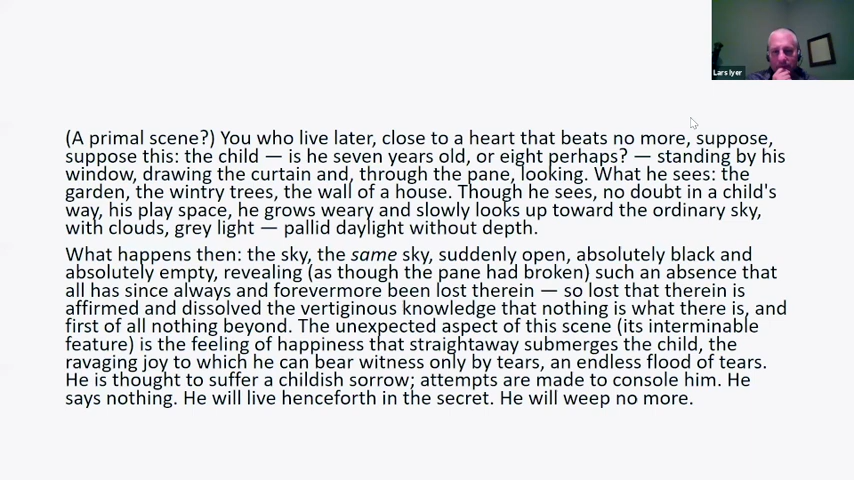 Lars Iyer
(A primal scene?) You who live later, close to a heart that beats no more, suppose,
suppose this: the child — is he seven years old, or eight perhaps? — standing by his
window, drawing the curtain and, through the pane, looking. What he sees: the
garden, the wintry trees, the wall of a house. Though he sees, no doubt in a child's
way, his play space, he grows weary and slowly looks up toward the ordinary sky,
with clouds, grey light — pallid daylight without depth.
What happens then: the sky, the same sky, suddenly open, absolutely black and
absolutely empty, revealing (as though the pane had broken) such an absence that
all has since always and forevermore been lost therein — so lost that therein is
affirmed and dissolved the vertiginous knowledge that nothing is what there is, and
first of all nothing beyond. The unexpected aspect of this scene (its interminable
feature) is the feeling of happiness that straightaway submerges the child, the
ravaging joy to which he can bear witness only by tears, an endless flood of tears.
He is thought to suffer a childish sorrow; attempts are made to console him. He
says nothing. He will live henceforth in the secret. He will weep no more.